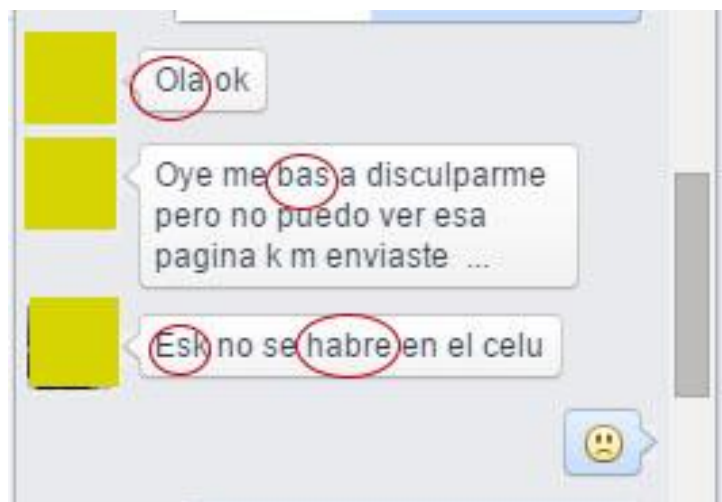 Ola ok
Oye me bas a disculparme
pero no puedo ver esa
pagina k m enviaste ...
Esk no se habre en el celu